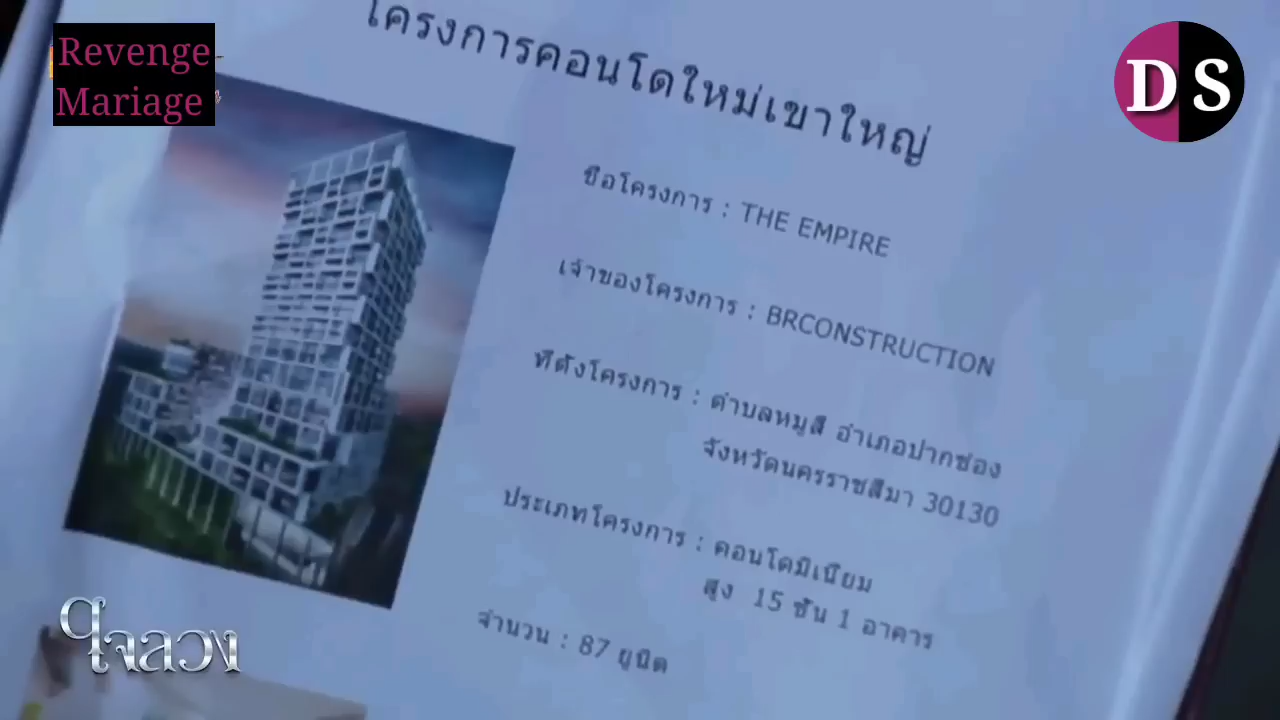 Revenge
Mariage
DS
โครงการคอนโดใหม่เขาใหญ่
ชื่อโครงการ : THE EMPIRE
เจ้าของโครงการ : BRCONSTRUCTION
ที่ตั้งโครงการ : ตำบลหมูสี อำเภอปากช่อง
จังหวัดนครราชสีมา 30130
ประเภทโครงการ : คอนโดมิเนียม
สูง 15 ชั้น 1 อาคาร
จำนวน : 87 ยูนิต
ใจลวง